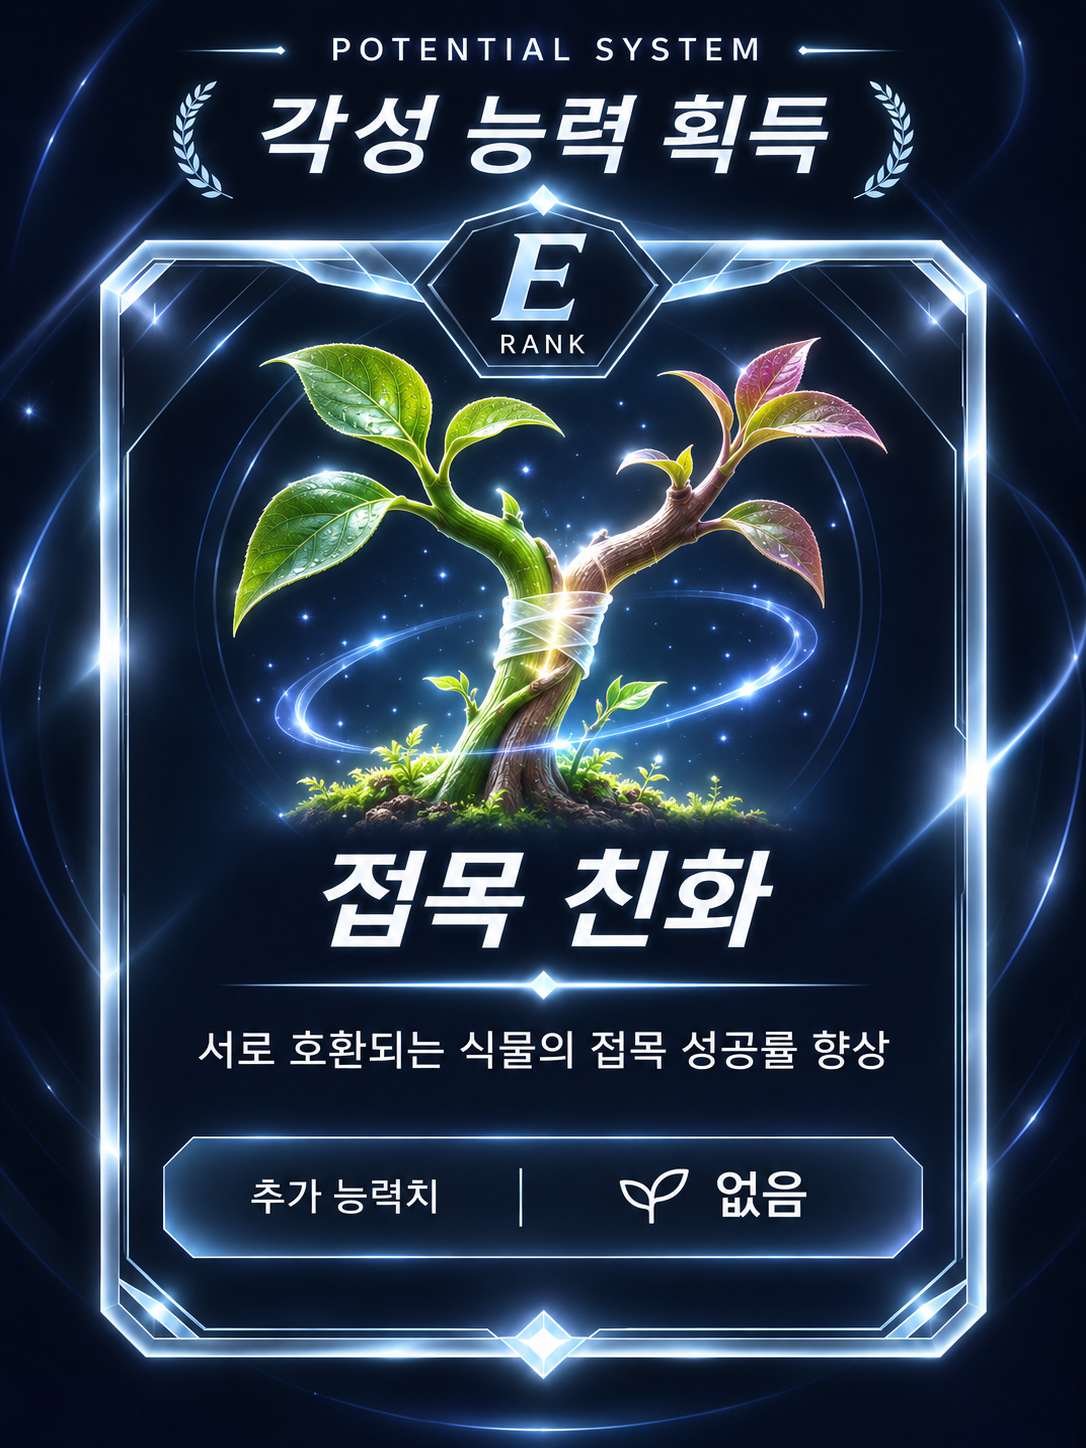 POTENTIAL SYSTEM
각성 능력 획득
E
RANK
접목 친화
서로 호환되는 식물의 접목 성공률 향상
추가 능력치 없음